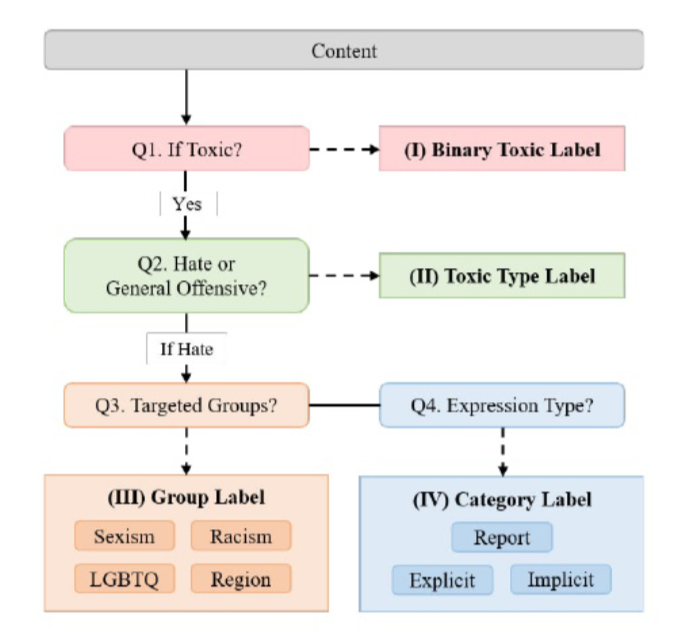 Content
Q1. If Toxic?
(I) Binary Toxic Label
Yes
Q2. Hate or
General Offensive?
(II) Toxic Type Label
If Hate
Q3. Targeted Groups?
Q4. Expression Type?
(III) Group Label
Sexism
Racism
LGBTQ
Region
(IV) Category Label
Report
Explicit
Implicit